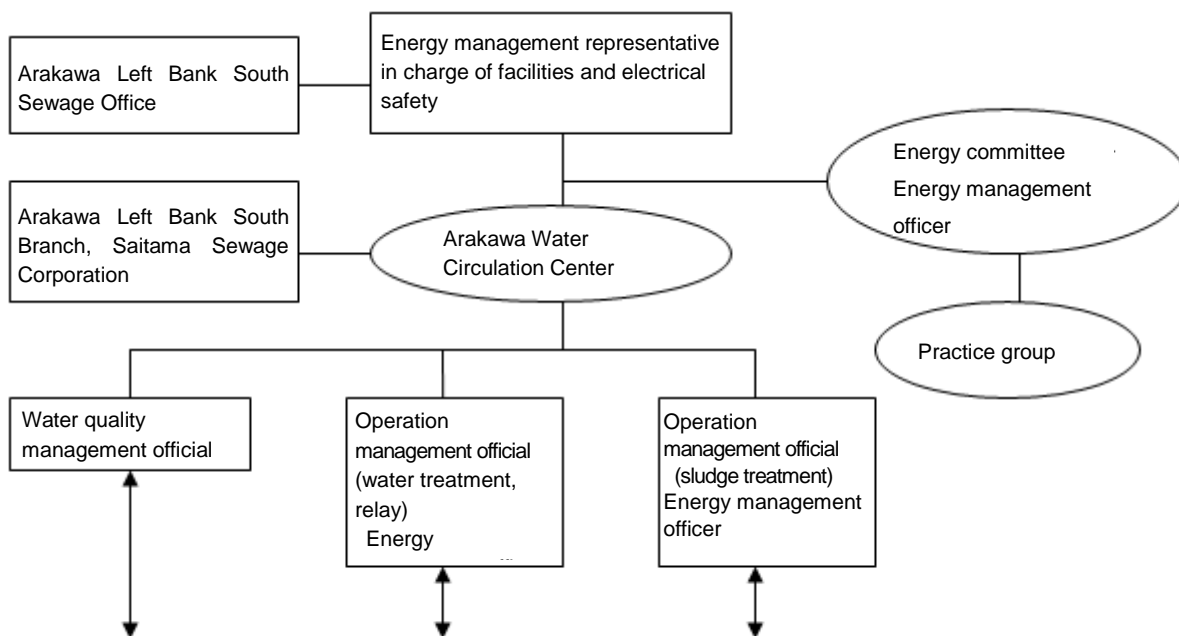 Arakawa Left Bank South
Sewage Office
Energy management representative
in charge of facilities and electrical
safety
Energy committee
Energy management
officer
Arakawa Left Bank South
Branch, Saitama Sewage
Corporation
Arakawa Water
Circulation Center
Practice group
Water quality
management official
Operation
management official
(water treatment,
relay)
Energy
Operation
management official
(sludge treatment)
Energy management
officer